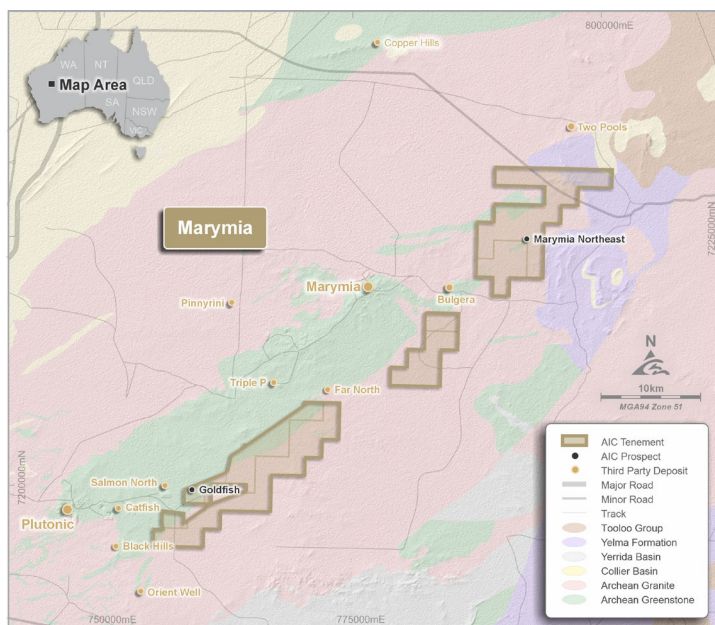 800000mE
Copper Hills
WA
NT
QLD
SA
NSW
VIC
Map Area
Two Pools
Marymia
Marymia Northeast
7225000mN
Marymia
Bulgera
Pinnyrini
N
10km
MGA94 Zone 51
Triple P
Far North
7200000mN
Salmon North
Goldfish
Catfish
Plutonic
Black Hills
Orient Well
750000mE
775000mE
AIC Tenement
AIC Prospect
Third Party Deposit
Major Road
Minor Road
Track
Tooloo Group
Yelma Formation
Yerrida Basin
Collier Basin
Archean Granite
Archean Greenstone